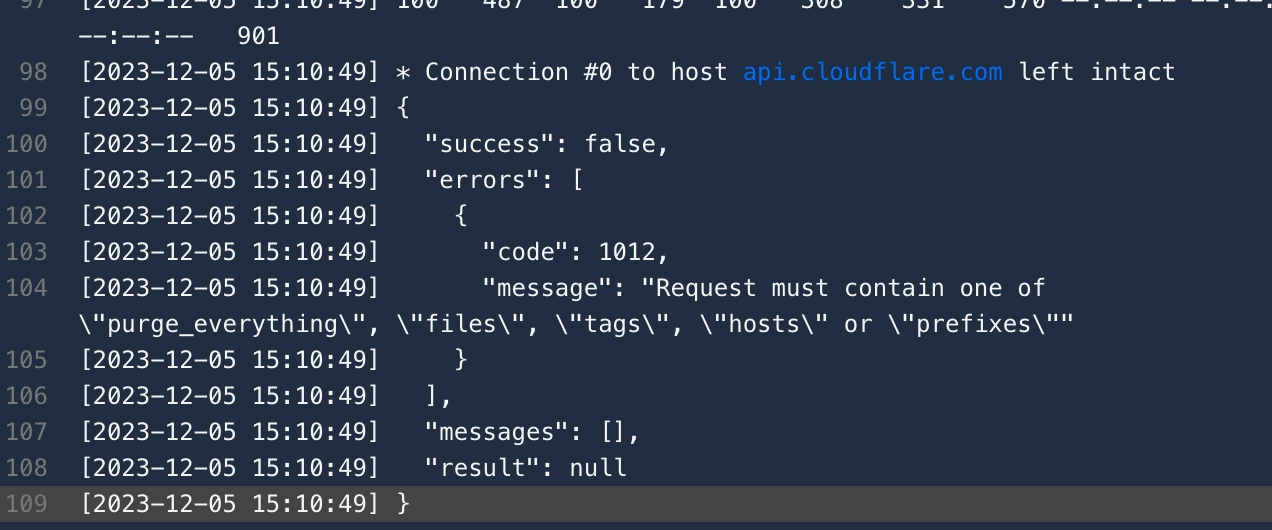 97 [2023-12-05 15:10:49] 100 487 100 179 100 308 331 570 --:--:-- --:--:
--:--:-- 901
98 [2023-12-05 15:10:49] * Connection #0 to host api.cloudflare.com left intact
99 [2023-12-05 15:10:49] {
100 [2023-12-05 15:10:49] "success": false,
101 [2023-12-05 15:10:49] "errors": [
102 [2023-12-05 15:10:49] {
103 [2023-12-05 15:10:49] "code": 1012,
104 [2023-12-05 15:10:49] "message": "Request must contain one of
\"purge_everything\", \"files\", \"tags\", \"hosts\" or \"prefixes\""
105 [2023-12-05 15:10:49] }
106 [2023-12-05 15:10:49] ],
107 [2023-12-05 15:10:49] "messages": [],
108 [2023-12-05 15:10:49] "result": null
109 [2023-12-05 15:10:49] }